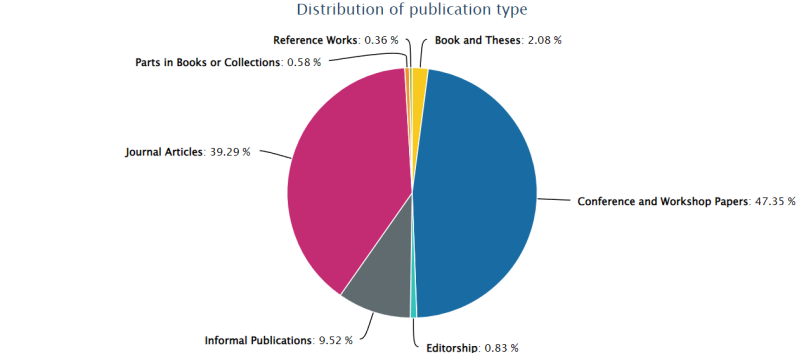 Distribution of publication type
Reference Works: 0.36 %
Book and Theses: 2.08 %
Parts in Books or Collections: 0.58 %
Journal Articles: 39.29 %
Conference and Workshop Papers: 47.35 %
Informal Publications: 9.52 %
Editorship: 0.83 %